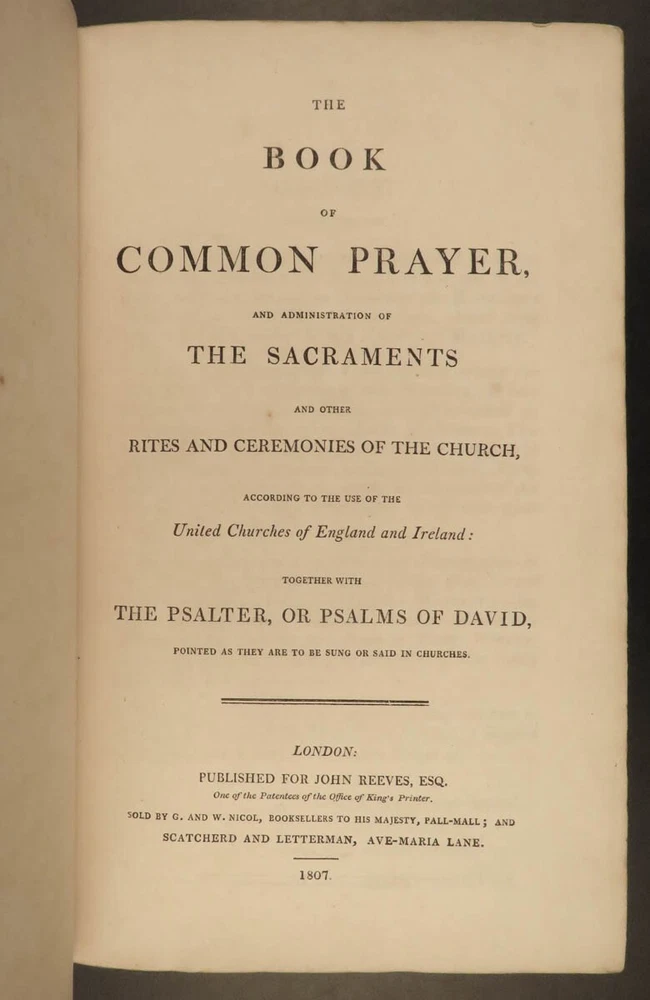 THE
BOOK
OF
COMMON PRAYER,
AND ADMINISTRATION OF
THE SACRAMENTS
AND OTHER
RITES AND CEREMONIES OF THE CHURCH,
ACCORDING TO THE USE OF THE
United Churches of England and Ireland:
TOGETHER WITH
THE PSALTER, OR PSALMS OF DAVID,
POINTED AS THEY ARE TO BE SUNG OR SAID IN CHURCHES.
LONDON:
PUBLISHED FOR JOHN REEVES, ESQ.
One of the Patentees of the Office of King's Printer.
SOLD BY G. AND W. NICOL, BOOKSELLERS TO HIS MAJESTY, PALL-MALL; AND
SCATCHERD AND LETTERMAN, AVE-MARIA LANE.
1807.